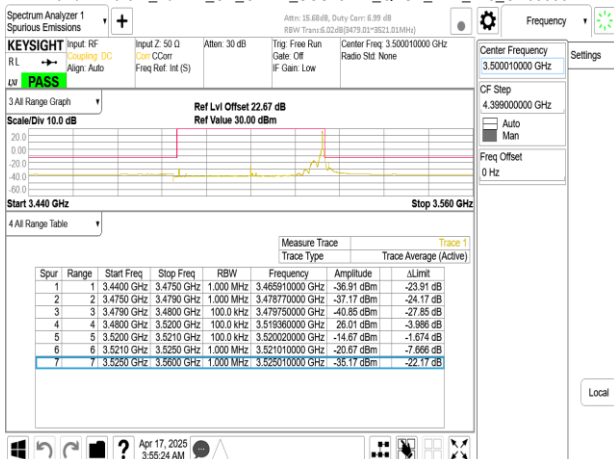 Spectrum Analyzer 1
Spurious Emissions
Attn: 15.68dB, Duty Corr: 6.99 dB
RBW Trans:6.02dB(3479.01~3521.01MHz)
Frequency
KEYSIGHT
Input: RF
Input Z: 50 Ω
Atten: 30 dB
Trig: Free Run
Center Freq: 3.500010000 GHz
RL
Coupling: DC
Corr CCorr
Gate: Off
Radio Std: None
Align: Auto
Freq Ref: Int (S)
IF Gain: Low
LXI
PASS
Center Frequency
3.500010000 GHz
Settings
CF Step
4.399000000 GHz
Auto
Man
Freq Offset
0 Hz
3 All Range Graph
Ref Lvl Offset 22.67 dB
Scale/Div 10.0 dB
Ref Value 30.00 dBm
20.0
0.00
-20.0
-40.0
-60.0
Start 3.440 GHz
Stop 3.560 GHz
4 All Range Table
Measure Trace Trace 1
Trace Type Trace Average (Active)
Spur Range Start Freq Stop Freq RBW Frequency Amplitude ΔLimit
1 1 3.4400 GHz 3.4750 GHz 1.000 MHz 3.465910000 GHz -36.91 dBm -23.91 dB
2 2 3.4750 GHz 3.4790 GHz 1.000 MHz 3.478770000 GHz -37.17 dBm -24.17 dB
3 3 3.4790 GHz 3.4800 GHz 100.0 kHz 3.479750000 GHz -40.85 dBm -27.85 dB
4 4 3.4800 GHz 3.5200 GHz 100.0 kHz 3.519360000 GHz 26.01 dBm -3.986 dB
5 5 3.5200 GHz 3.5210 GHz 100.0 kHz 3.520020000 GHz -14.67 dBm -1.674 dB
6 6 3.5210 GHz 3.5250 GHz 1.000 MHz 3.521010000 GHz -20.67 dBm -7.666 dB
7 7 3.5250 GHz 3.5600 GHz 1.000 MHz 3.525010000 GHz -35.17 dBm -22.17 dB
Local
Apr 17, 2025
3:55:24 AM